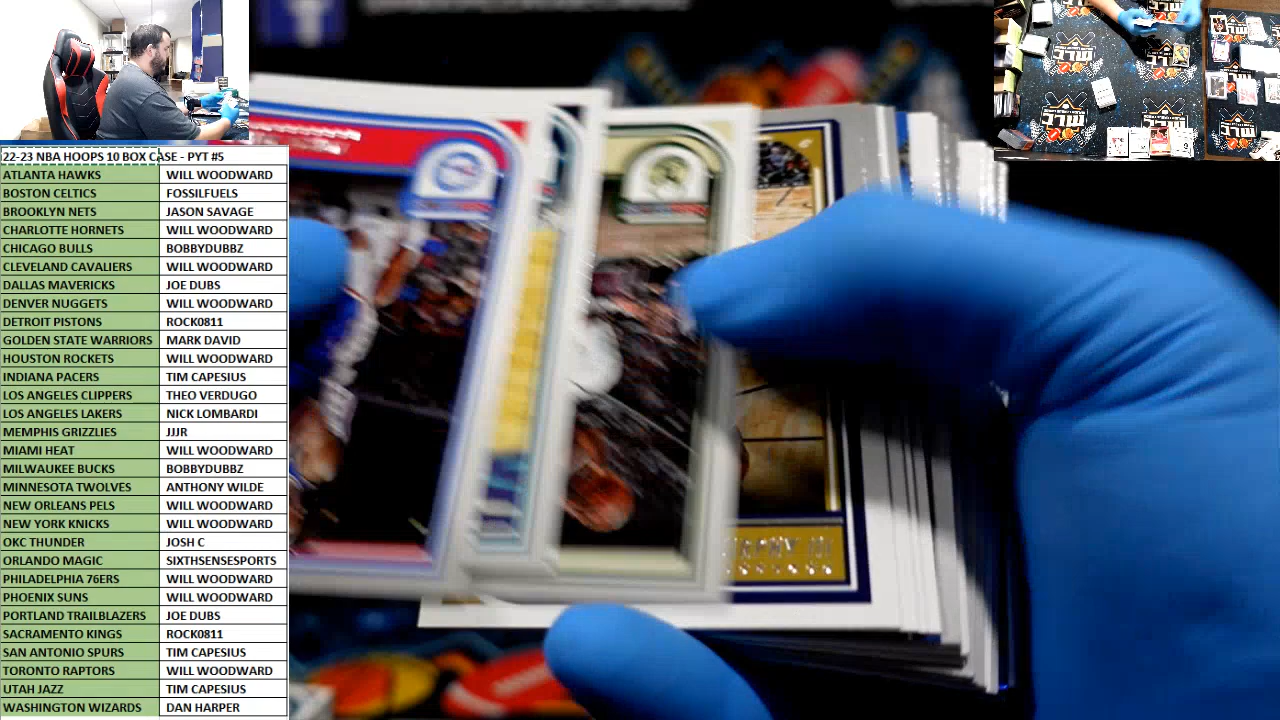 22-23 NBA HOOPS 10 BOX CASE - PYT #5
ATLANTA HAWKS WILL WOODWARD
BOSTON CELTICS FOSSILFUELS
BROOKLYN NETS JASON SAVAGE
CHARLOTTE HORNETS WILL WOODWARD
CHICAGO BULLS BOBBYDUBBZ
CLEVELAND CAVALIERS WILL WOODWARD
DALLAS MAVERICKS JOE DUBS
DENVER NUGGETS WILL WOODWARD
DETROIT PISTONS ROCK0811
GOLDEN STATE WARRIORS MARK DAVID
HOUSTON ROCKETS WILL WOODWARD
INDIANA PACERS TIM CAPESIUS
LOS ANGELES CLIPPERS THEO VERDUGO
LOS ANGELES LAKERS NICK LOMBARDI
MEMPHIS GRIZZLIES JJJR
MIAMI HEAT WILL WOODWARD
MILWAUKEE BUCKS BOBBYDUBBZ
MINNESOTA TWOLVES ANTHONY WILDE
NEW ORLEANS PELS WILL WOODWARD
NEW YORK KNICKS WILL WOODWARD
OKC THUNDER JOSH C
ORLANDO MAGIC SIXTHSENSESPORTS
PHILADELPHIA 76ERS WILL WOODWARD
PHOENIX SUNS WILL WOODWARD
PORTLAND TRAILBLAZERS JOE DUBS
SACRAMENTO KINGS ROCK0811
SAN ANTONIO SPURS TIM CAPESIUS
TORONTO RAPTORS WILL WOODWARD
UTAH JAZZ TIM CAPESIUS
WASHINGTON WIZARDS DAN HARPER